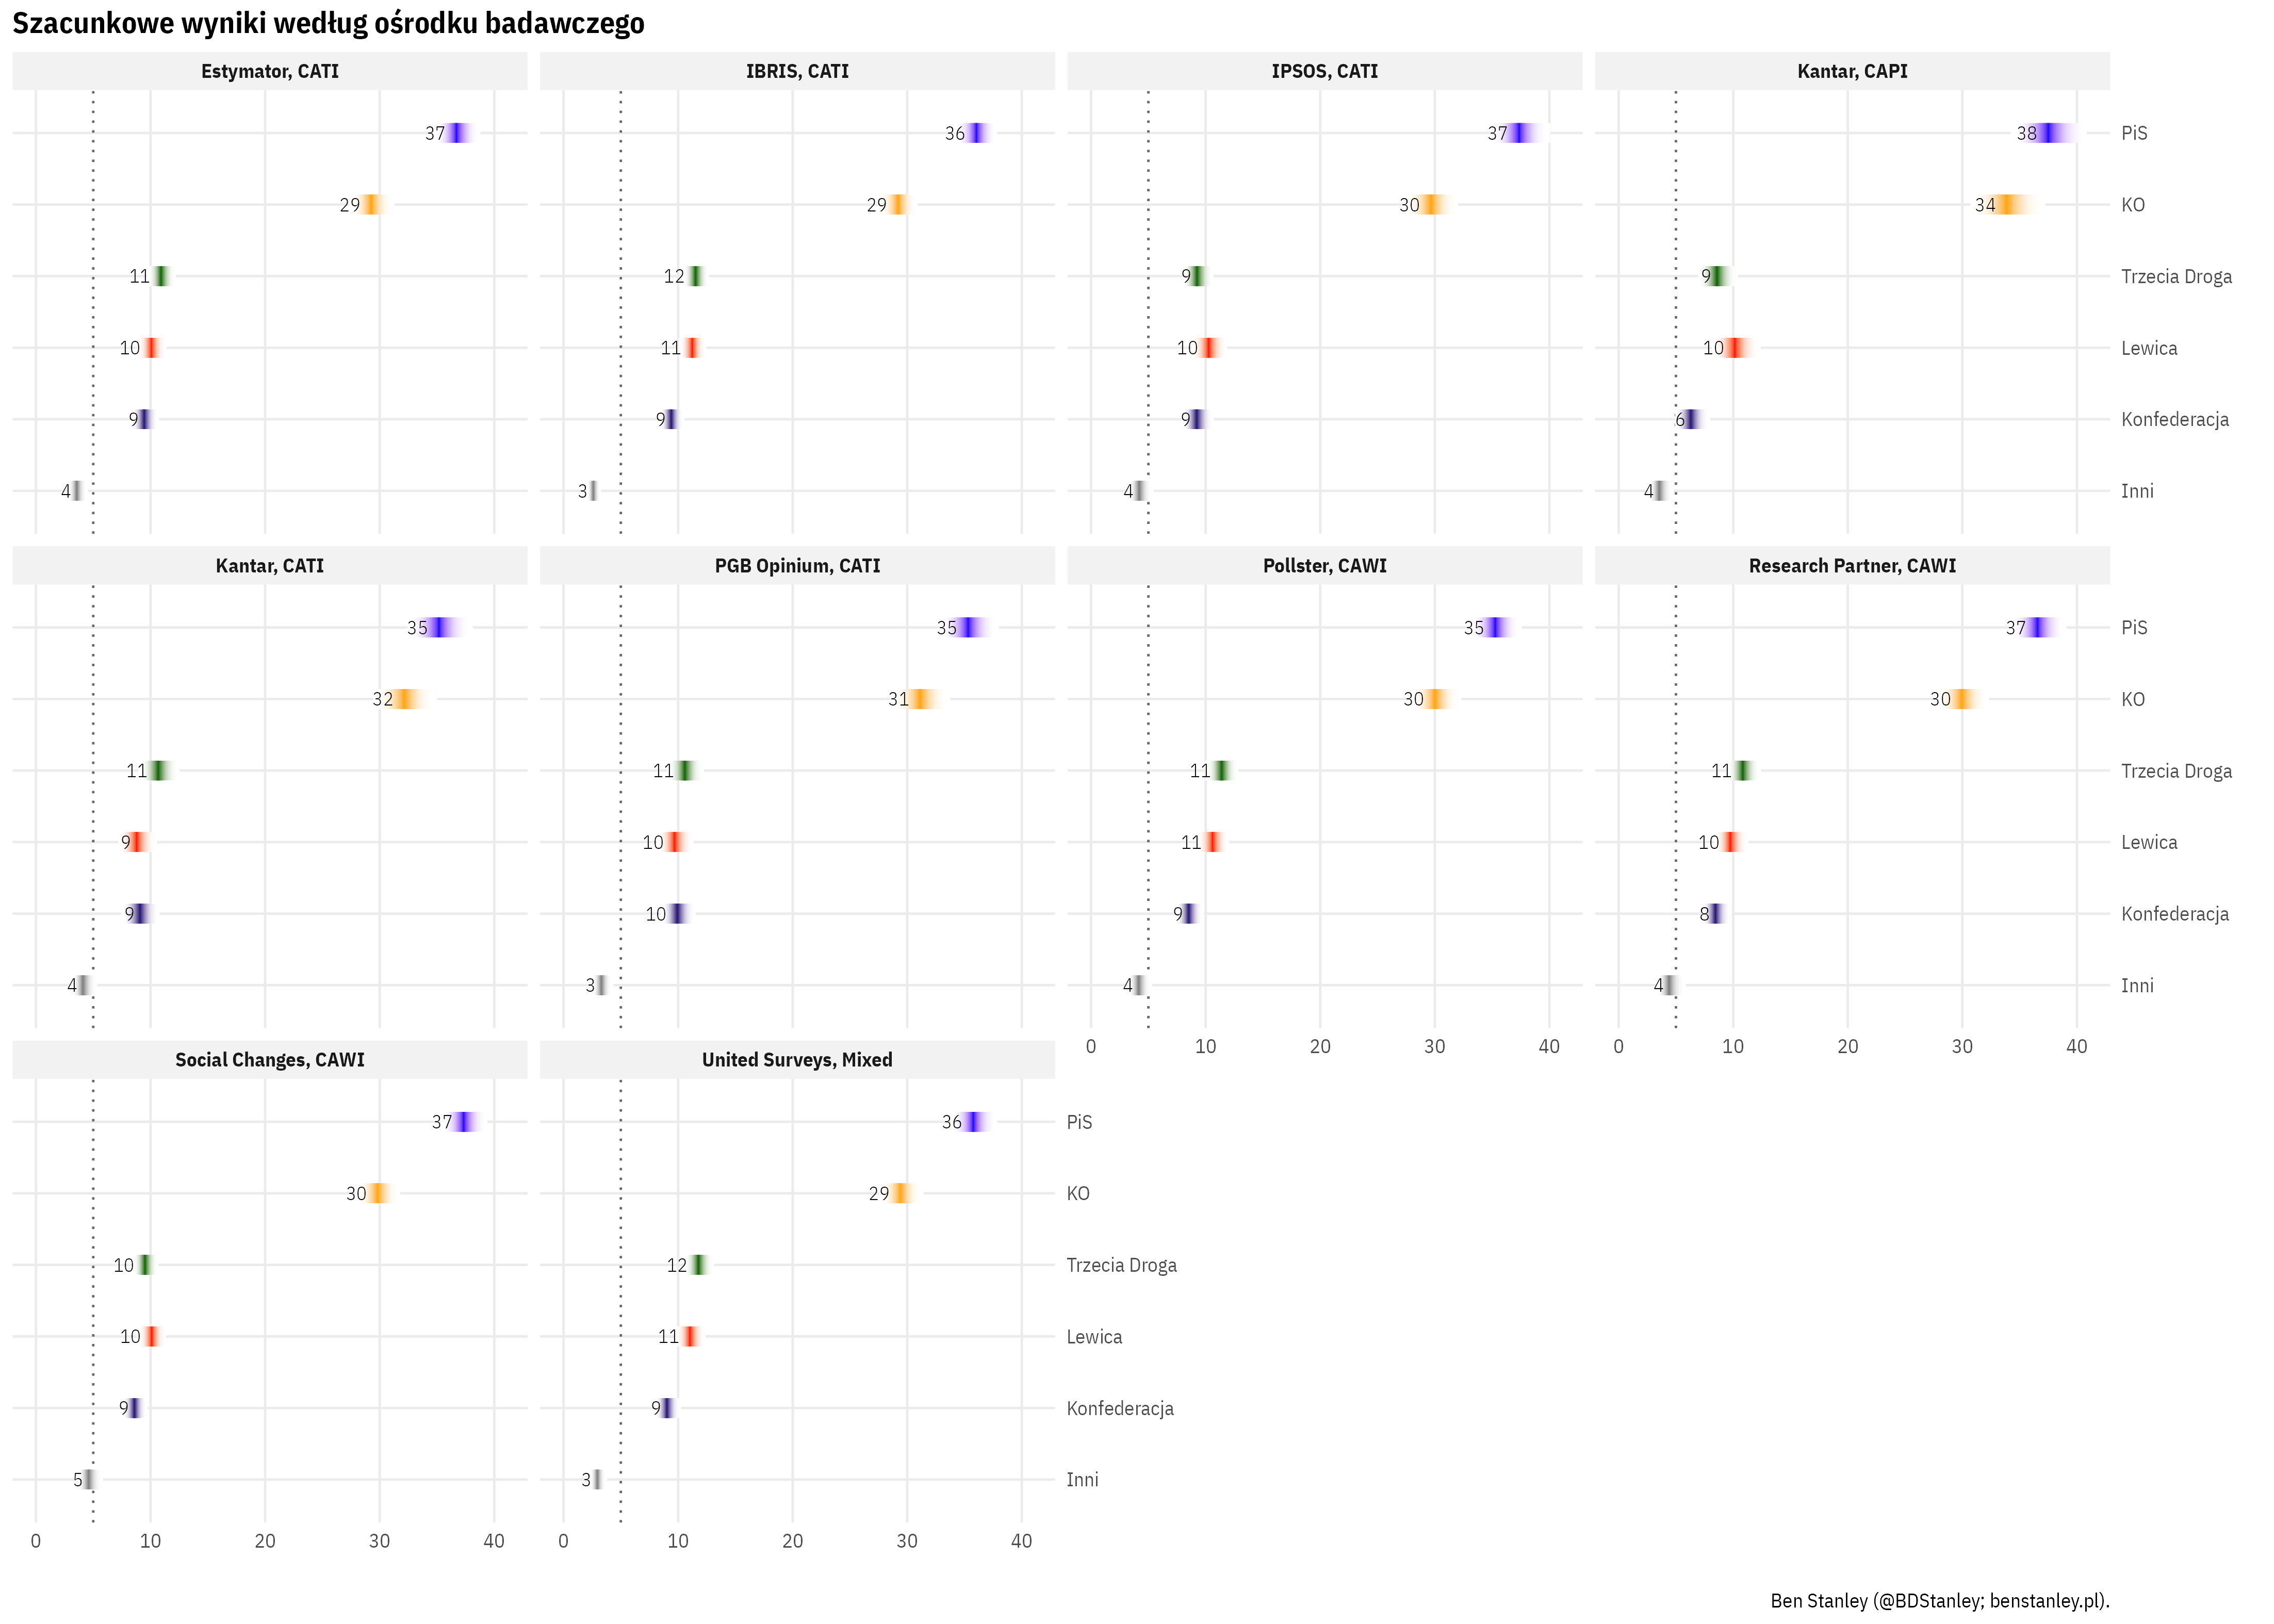 Szacunkowe wyniki według ośrodku badawczego
Estymator, CATI
IBRIS, CATI
IPSOS, CATI
Kantar, CAPI
37
36
37
38
PiS
29
29
30
34
KO
11
12
9
9
Trzecia Droga
10
11
10
10
Lewica
9
9
9
6
Konfederacja
4
3
4
4
Inni
Kantar, CATI
PGB Opinium, CATI
Pollster, CAWI
Research Partner, CAWI
35
35
35
37
PiS
32
31
30
30
KO
11
11
11
11
Trzecia Droga
9
10
11
10
Lewica
9
10
9
8
Konfederacja
4
3
4
4
Inni
0 10 20 30 40
0 10 20 30 40
Social Changes, CAWI
United Surveys, Mixed
37
36
PiS
30
29
KO
10
12
Trzecia Droga
10
11
Lewica
9
9
Konfederacja
5
3
Inni
0 10 20 30 40
0 10 20 30 40
Ben Stanley (@BDStanley; benstanley.pl).